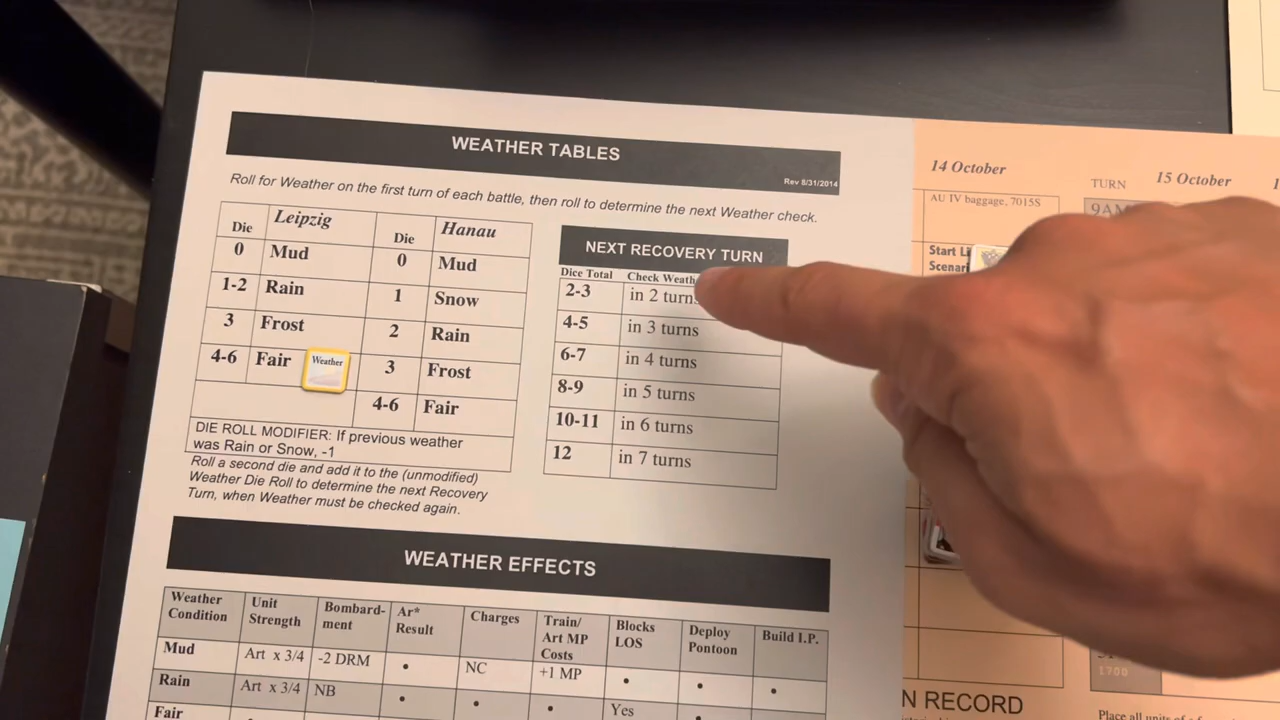 WEATHER TABLES
Rev 8/31/2014
Roll for Weather on the first turn of each battle, then roll to determine the next Weather check.
Die Leipzig Die Hanau
0 Mud 0 Mud
1-2 Rain 1 Snow
3 Frost 2 Rain
4-6 Fair 3 Frost
4-6 Fair
Weather
DIE ROLL MODIFIER: If previous weather
was Rain or Snow, -1
Roll a second die and add it to the (unmodified)
Weather Die Roll to determine the next Recovery
Turn, when Weather must be checked again.
NEXT RECOVERY TURN
Dice Total Check
2-3 in 2 turns
4-5 in 3 turns
6-7 in 4 turns
8-9 in 5 turns
10-11 in 6 turns
12 in 7 turns
WEATHER EFFECTS
Weather Condition Unit Strength Bombard-ment Ar* Result Charges Train/ Art MP Costs Blocks LOS Deploy Pontoon Build I.P.
Mud Art x 3/4 -2 DRM • NC +1 MP • • •
Rain Art x 3/4 NB • • • Yes •
Fair
14 October
AU IV baggage, 7015S
Start
TURN
15 October
9AM
1700
N RECORD
Place all units of a